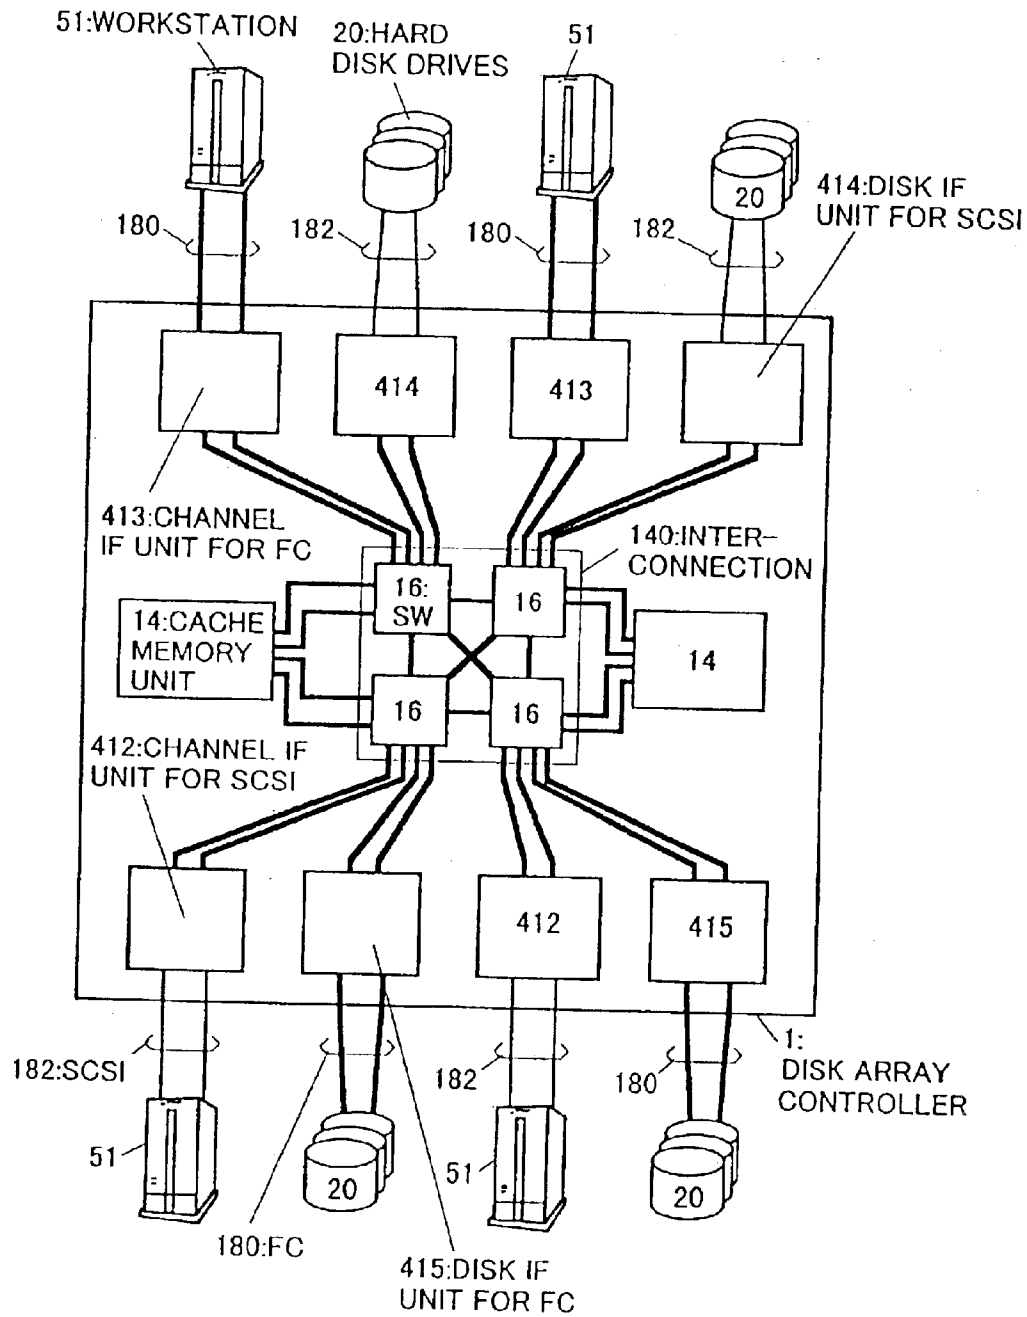 51:WORKSTATION
20:HARD
DISK DRIVES
51
20
414:DISK IF
UNIT FOR SCSI
180
182
180
182
414
413
413:CHANNEL
IF UNIT FOR FC
140:INTER-
CONNECTION
16:
SW
16
14:CACHE
MEMORY
UNIT
14
16
16
412:CHANNEL IF
UNIT FOR SCSI
412
415
182:SCSI
182
180
1:
DISK ARRAY
CONTROLLER
51
20
51
20
180:FC
415:DISK IF
UNIT FOR FC